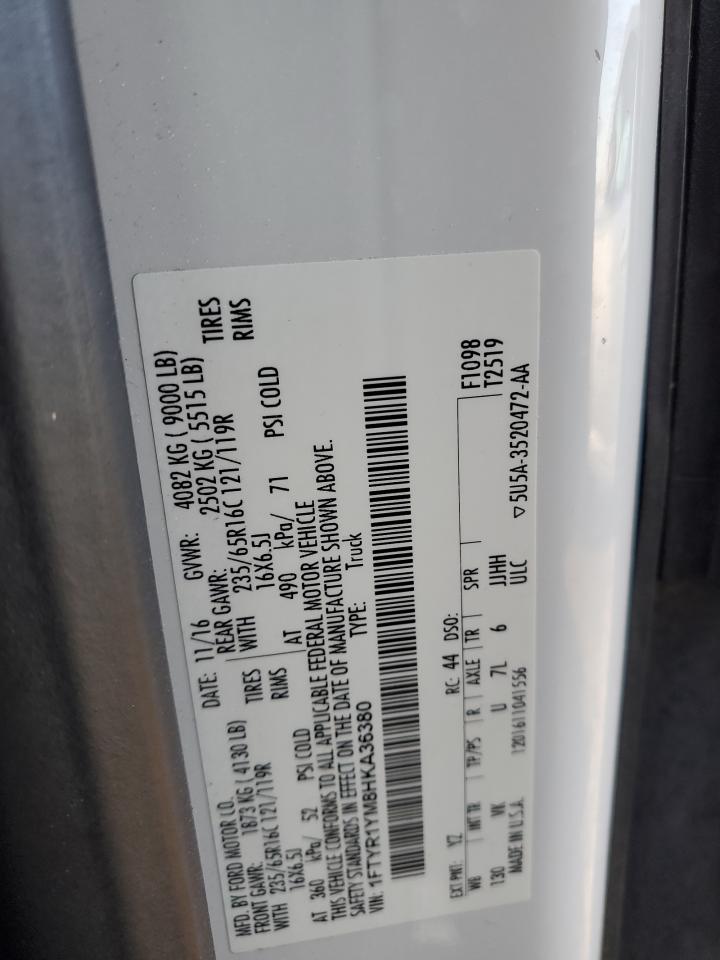 MFD. BY FORD MOTOR CO.
DATE: 11/16 GVWR: 4082 KG ( 9000 LB)
FRONT GAWR: 1873 KG ( 4130 LB) REAR GAWR: 2502 KG ( 5515 LB)
WITH 235/65R16C 121/119R TIRES WITH 235/65R16C 121/119R TIRES
16X6.5J RIMS 16X6.5J RIMS
AT 360 kPa/ 52 PSI COLD AT 490 kPa/ 71 PSI COLD
THIS VEHICLE CONFORMS TO ALL APPLICABLE FEDERAL MOTOR VEHICLE
SAFETY STANDARDS IN EFFECT ON THE DATE OF MANUFACTURE SHOWN ABOVE.
VIN: 1FTYR1YM8HKA36380 TYPE: Truck
F1098
T2519
EXT PNT: YZ RC: 44 DSO:
WB INT TR TP/PS R AXLE TR SPR
130 VK U 7L 6 JJHH
MADE IN U.S.A. 1201611041556 ULC ▽5U5A-3520472-AA